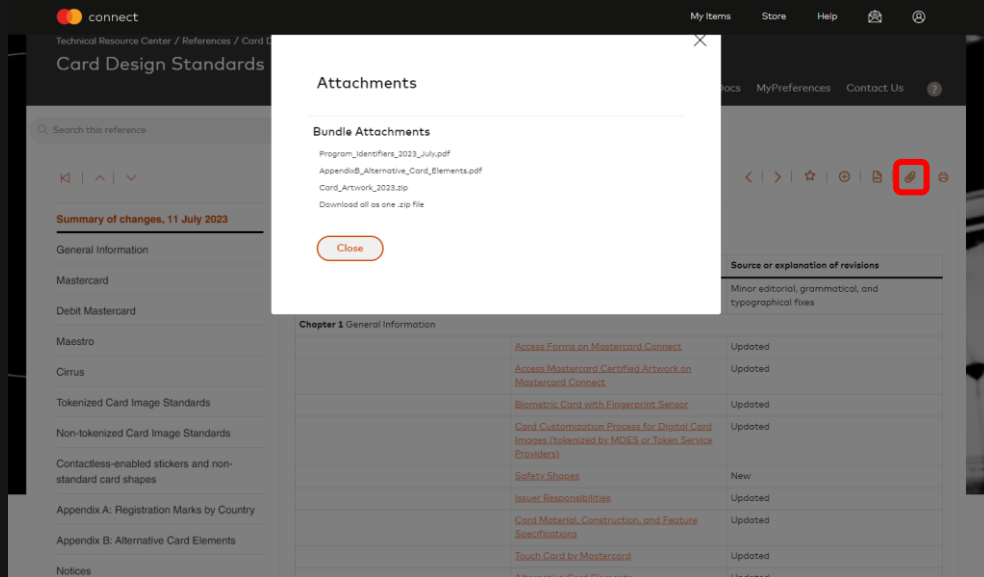 connect
My Items Store Help
Technical Resource Center / References / Card D
Card Design Standards
Docs MyPreferences Contact Us ?
Search this reference
Attachments
Bundle Attachments
Program_Identifiers_2023_July.pdf
AppendixB_Alternative_Card_Elements.pdf
Card_Artwork_2023.zip
Download all as one .zip file
Close
Summary of changes, 11 July 2023
General Information
Mastercard
Debit Mastercard
Maestro
Cirrus
Tokenized Card Image Standards
Non-tokenized Card Image Standards
Contactless-enabled stickers and non-
standard card shapes
Appendix A: Registration Marks by Country
Appendix B: Alternative Card Elements
Notices
Source or explanation of revisions
Minor editorial, grammatical, and
typographical fixes
Chapter 1 General Information
Access Forms on Mastercard Connect Updated
Access Mastercard Certified Artwork on Updated
Mastercard Connect
Biometric Card with Fingerprint Sensor Updated
Card Customization Process for Digital Card Updated
Images (tokenized by MDES or Token Service
Providers)
Safety Shapes New
Issuer Responsibilities Updated
Card Material, Construction, and Feature Updated
Specifications
Touch Card by Mastercard Updated
Alternative Card Elements Updated